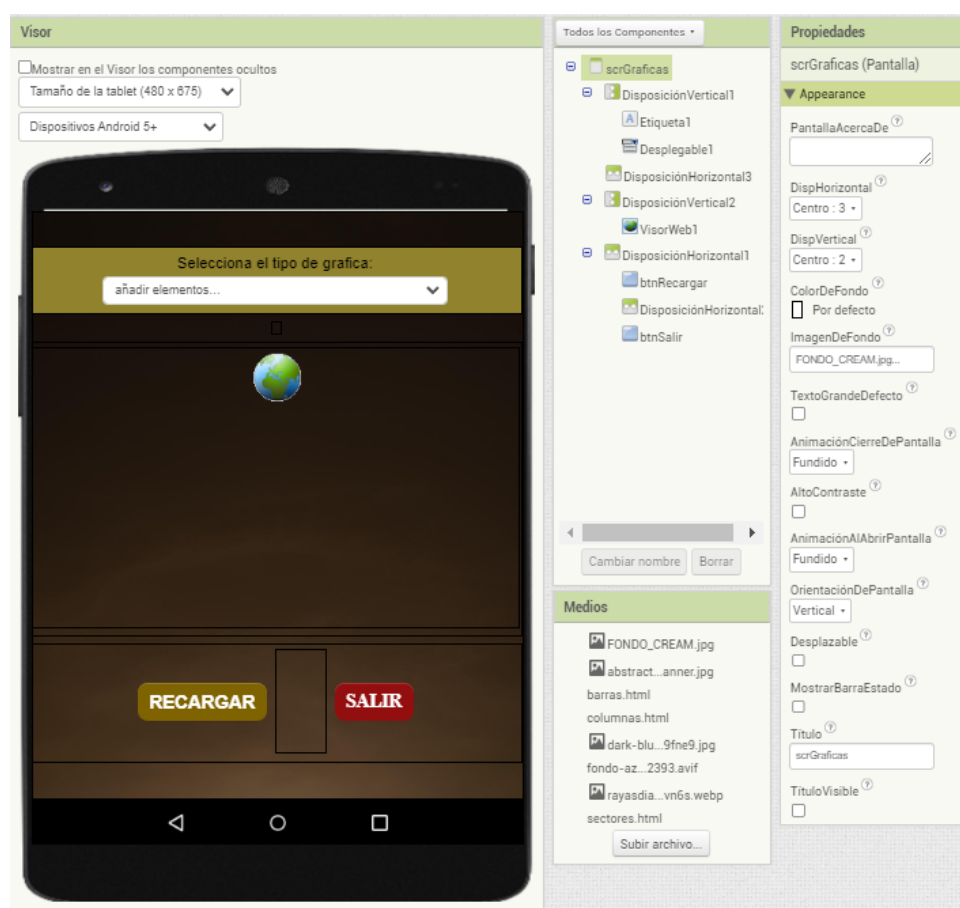 Visor
Mostrar en el Visor los componentes ocultos
Tamaño de la tablet (480 x 675)
Dispositivos Android 5+
Selecciona el tipo de grafica:
añadir elementos...
RECARGAR
SALIR
Todos los Componentes
scrGraficas
DisposiciónVertical1
Etiqueta1
Desplegable1
DisposiciónHorizontal3
DisposiciónVertical2
VisorWeb1
DisposiciónHorizontal1
btnRecargar
DisposiciónHorizontal
btnSalir
Cambiar nombre Borrar
Medios
FONDO_CREAM.jpg
abstract...anner.jpg
barras.html
columnas.html
dark-blu...9fne9.jpg
fondo-az...2393.avif
rayasdia...vn6s.webp
sectores.html
Subir archivo...
Propiedades
scrGraficas (Pantalla)
Appearance
PantallaAcercaDe ?
DispHorizontal ?
Centro : 3
DispVertical ?
Centro : 2
ColorDeFondo ?
Por defecto
ImagenDeFondo ?
FONDO_CREAM.jpg...
TextoGrandeDefecto ?
AnimaciónCierreDePantalla ?
Fundido
AltoContraste ?
AnimaciónAlAbrirPantalla ?
Fundido
OrientaciónDePantalla ?
Vertical
Desplazable ?
MostrarBarraEstado ?
Título ?
scrGraficas
TítuloVisible ?